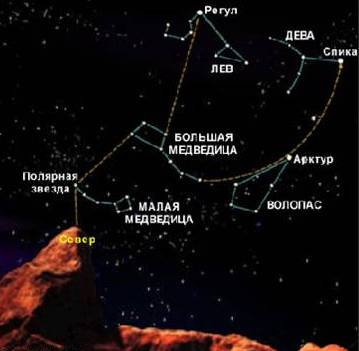 Регул
ДЕВА
Спика
ЛЕВ
БОЛЬШАЯ
МЕДВЕДИЦА
Арктур
Полярная
звезда
МАЛАЯ
МЕДВЕДИЦА
ВОЛОПАС
Север